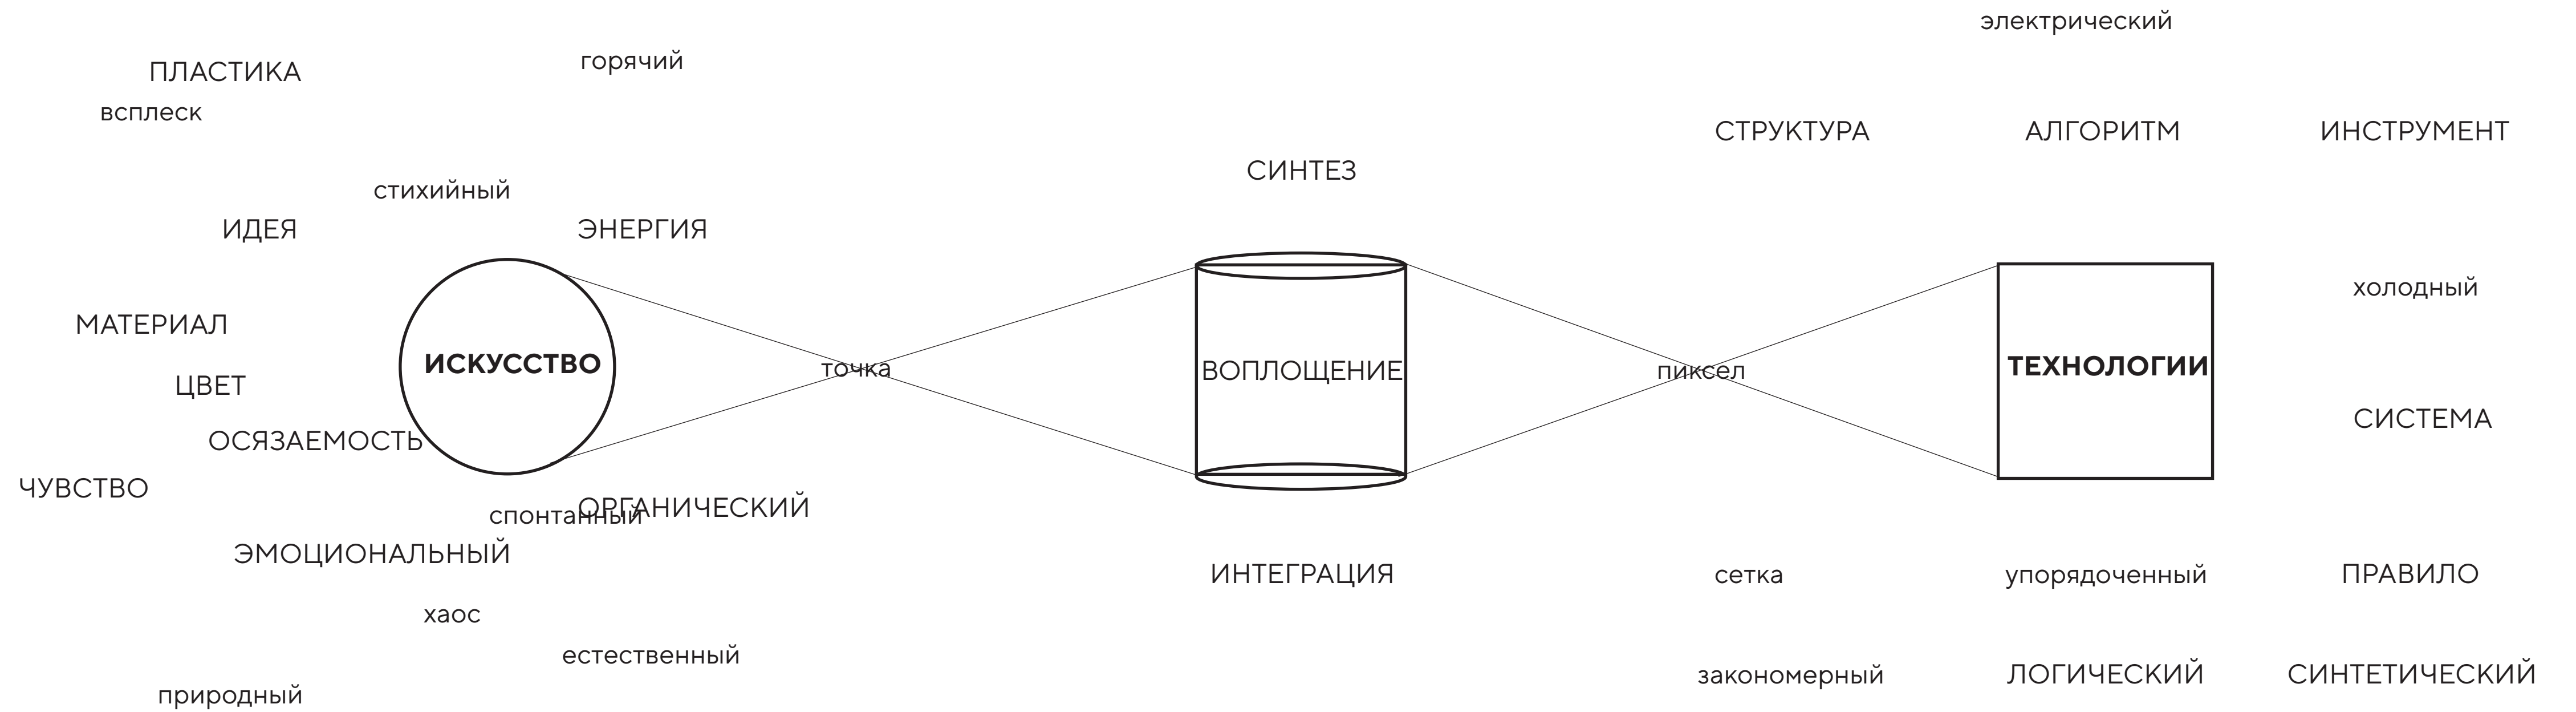 электрический
горячий
ПЛАСТИКА
всплеск
СТРУКТУРА
АЛГОРИТМ
ИНСТРУМЕНТ
СИНТЕЗ
стихийный
ИДЕЯ
ЭНЕРГИЯ
холодный
МАТЕРИАЛ
ИСКУССТВО
точка
ВОПЛОЩЕНИЕ
пиксел
ТЕХНОЛОГИИ
ЦВЕТ
СИСТЕМА
ОСЯЗАЕМОСТЬ
ЧУВСТВО
ОРГАНИЧЕСКИЙ
спонтанный
ЭМОЦИОНАЛЬНЫЙ
ИНТЕГРАЦИЯ
сетка
упорядоченный
ПРАВИЛО
хаос
естественный
закономерный
ЛОГИЧЕСКИЙ
СИНТЕТИЧЕСКИЙ
природный